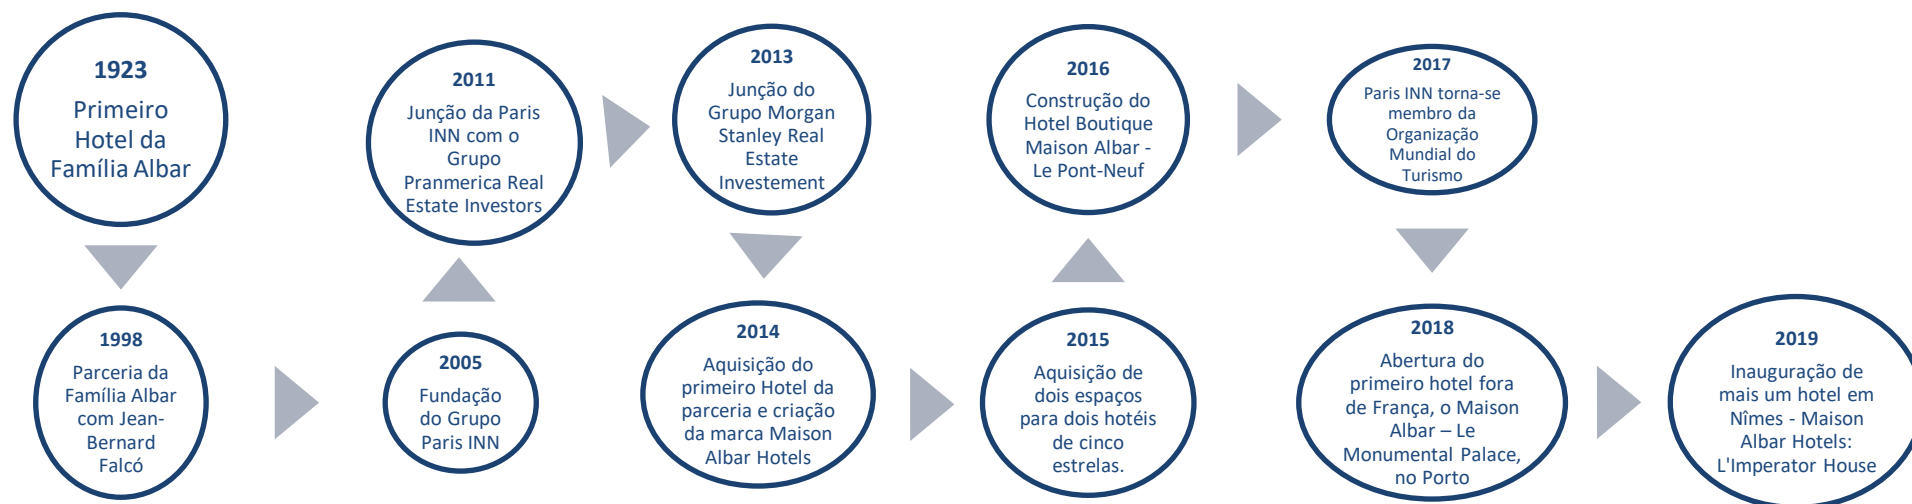 1923
Primeiro
Hotel da
Família Albar
1998
Parceria da
Família Albar
com Jean-
Bernard
Falcó
2005
Fundação
do Grupo
Paris INN
2011
Junção da Paris
INN com o
Grupo
Pranmerica Real
Estate Investors
2013
Junção do
Grupo Morgan
Stanley Real
Estate
Investement
2014
Aquisição do
primeiro Hotel da
parceria e criação
da marca Maison
Albar Hotels
2015
Aquisição de
dois espaços
para dois hotéis
de cinco
estrelas.
2016
Construção do
Hotel Boutique
Maison Albar -
Le Pont-Neuf
2017
Paris INN torna-se
membro da
Organização
Mundial do
Turismo
2018
Abertura do
primeiro hotel fora
de França, o Maison
Albar – Le
Monumental Palace,
no Porto
2019
Inauguração de
mais um hotel em
Nîmes - Maison
Albar Hotels:
L'Imperator House